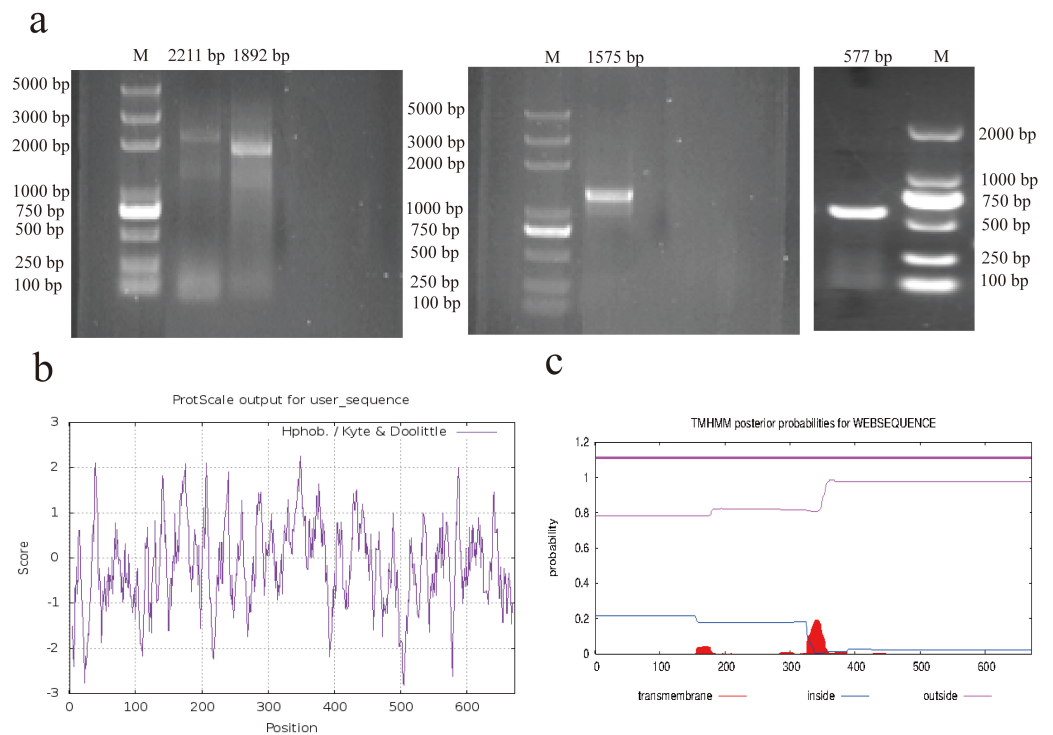 a
M 2211 bp 1892 bp
5000 bp
3000 bp
2000 bp
1000 bp
750 bp
500 bp
250 bp
100 bp
M 1575 bp
5000 bp
3000 bp
2000 bp
1000 bp
750 bp
500 bp
250 bp
100 bp
577 bp M
2000 bp
1000 bp
750 bp
500 bp
250 bp
100 bp
b
ProtScale output for user_sequence
Hphob. / Kyte & Doolittle
3
2
1
0
-1
-2
-3
Score
0 100 200 300 400 500 600
Position
c
TMHMM posterior probabilities for WEBSEQUENCE
1.2
1
0.8
0.6
0.4
0.2
0
probability
0 100 200 300 400 500 600
transmembrane inside outside